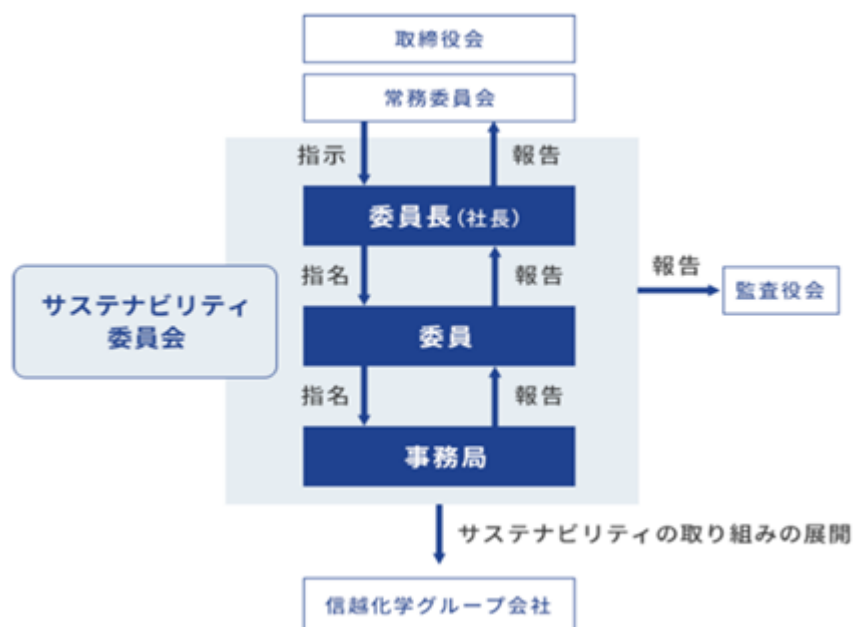 取締役会
常務委員会
指示
報告
委員長(社長)
指名
報告
報告
監査役会
サステナビリティ
委員会
委員
指名
報告
事務局
サステナビリティの取り組みの展開
信越化学グループ会社